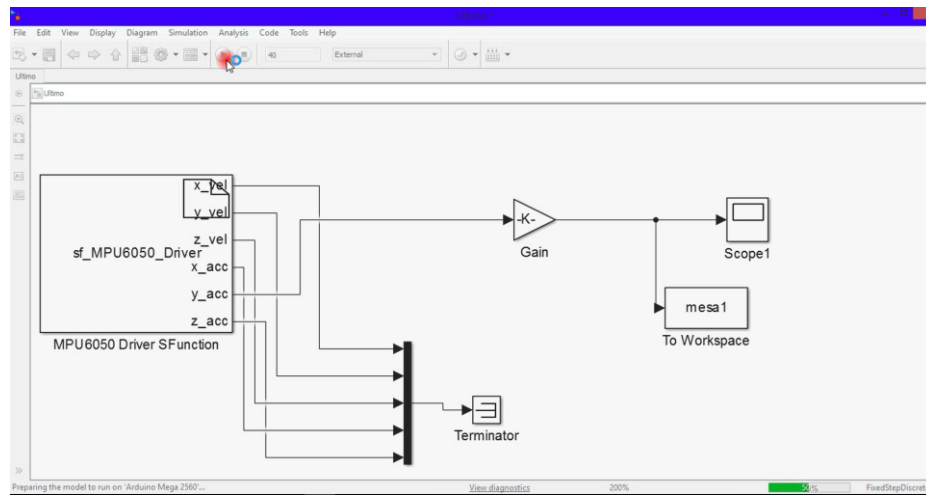 File Edit View Display Diagram Simulation Analysis Code Tools Help
40 External
Ultimo
Ultimo
x_vel
y_vel
z_vel
sf_MPU6050_Driver
x_acc
y_acc
z_acc
MPU6050 Driver SFunction
-K-
Gain
Scope1
mesa1
To Workspace
Terminator
Preparing the model to run on 'Arduino Mega 2560'... View diagnostics 200% 50% FixedStepDiscret